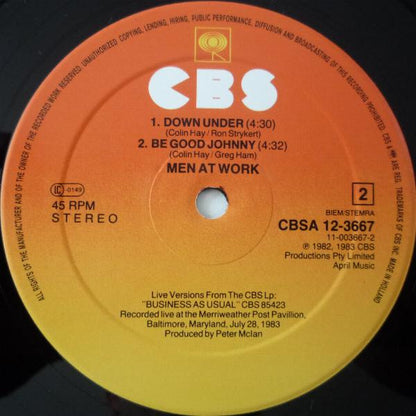 ALL RIGHTS OF THE MANUFACTURER AND OF THE OWNER OF THE RECORDED WORK RESERVED. UNAUTHORIZED COPYING, LENDING, HIRING, PUBLIC PERFORMANCE, DIFFUSION AND BROADCASTING OF THIS RECORD PROHIBITED. CBS & ARE REG. TRADEMARKS OF CBS INC. MADE IN HOLLAND
CBS
1. DOWN UNDER (4:30)
(Colin Hay / Ron Strykert)
2. BE GOOD JOHNNY (4:32)
(Colin Hay / Greg Ham)
MEN AT WORK
LC 0149
45 RPM
STEREO
2
BIEM/STEMRA
CBSA 12-3667
11-003667-2
℗ 1982, 1983 CBS
Productions Pty Limited
April Music
Live Versions From The CBS Lp:
"BUSINESS AS USUAL" CBS 85423
Recorded live at the Merriweather Post Pavillion,
Baltimore, Maryland, July 28, 1983
Produced by Peter McIan